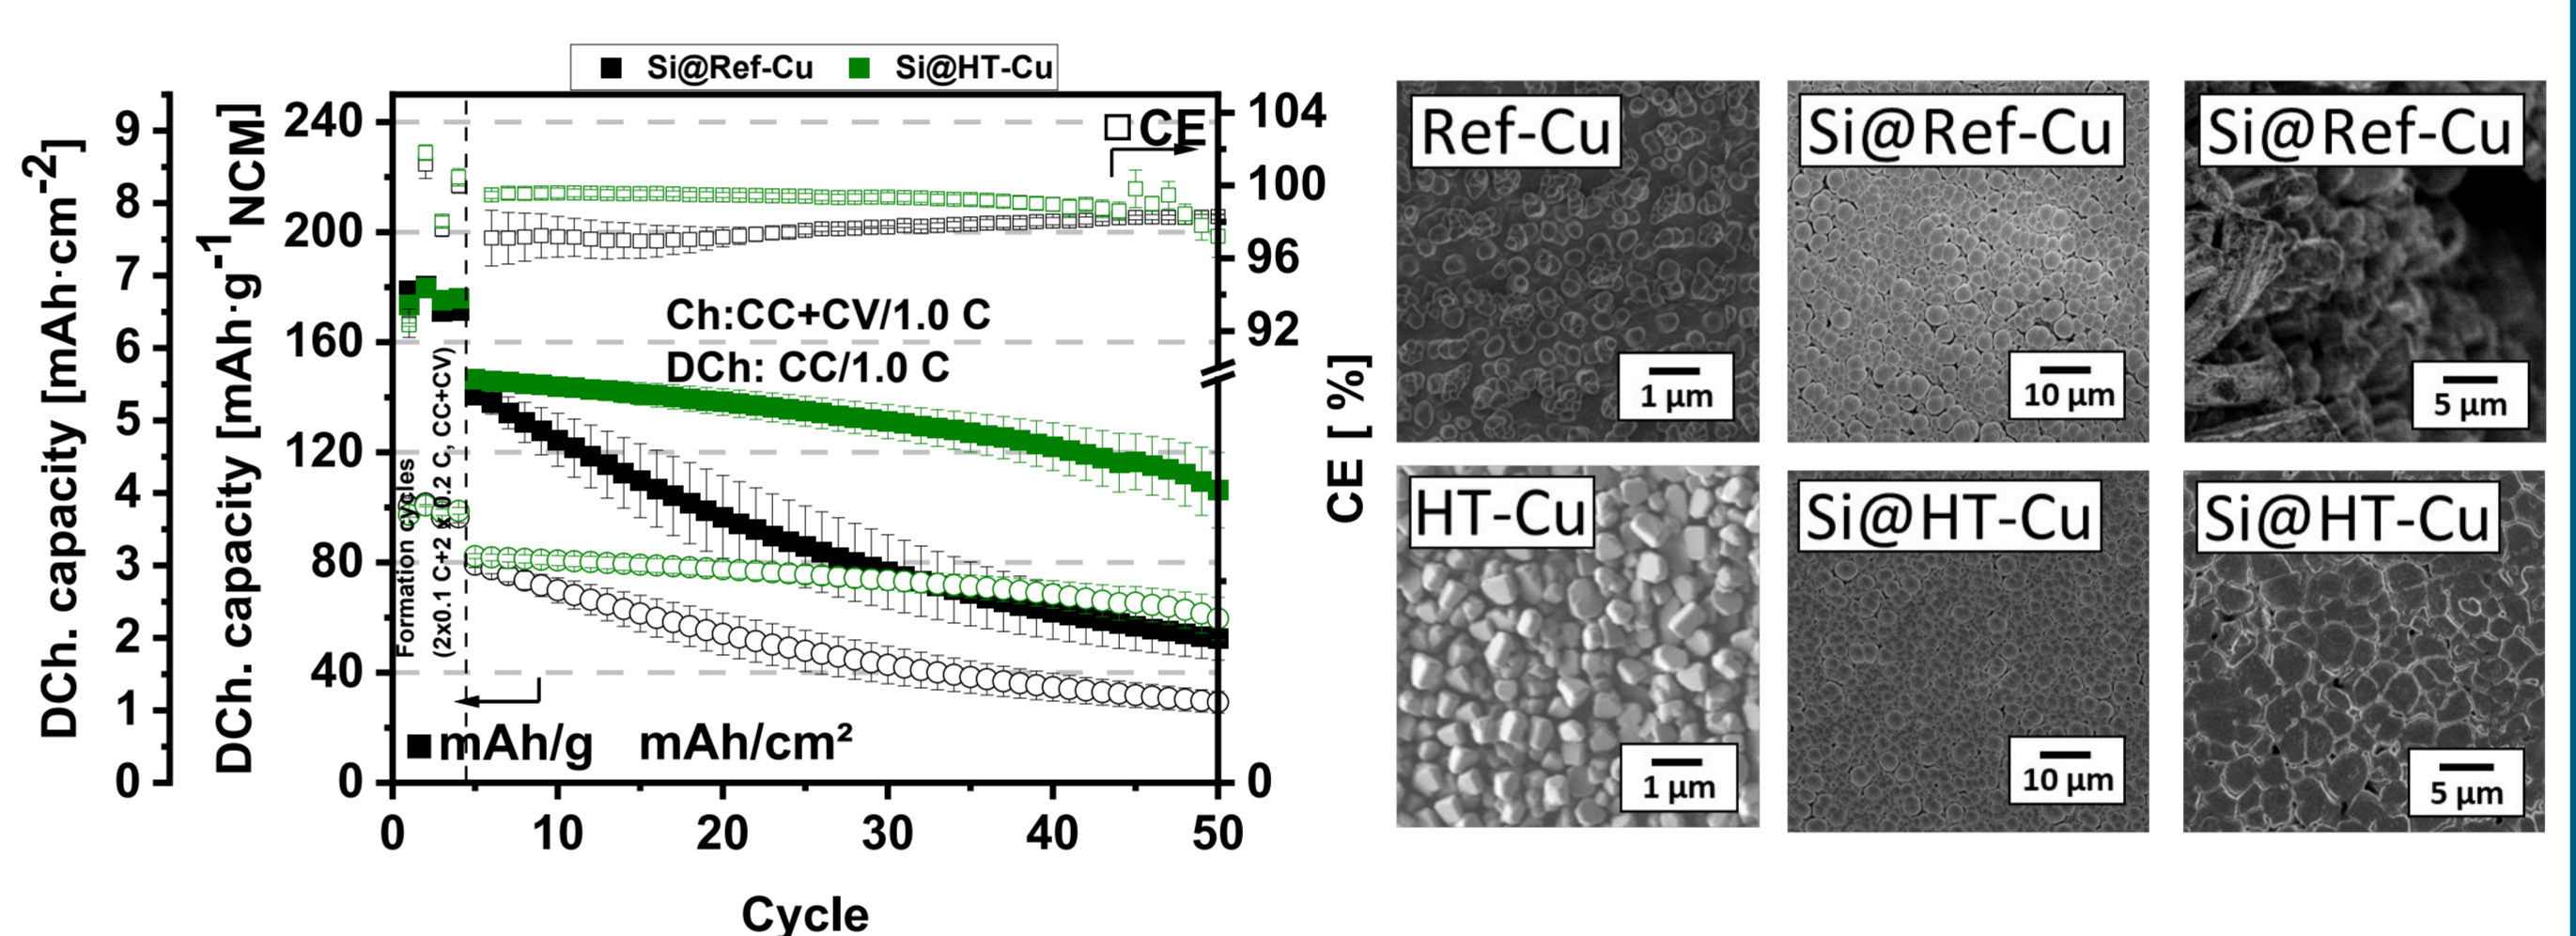 Si@Ref-Cu Si@HT-Cu
DCh. capacity [mAh·cm-2]
9
8
7
6
5
4
3
2
1
0
DCh. capacity [mAh·g-1NCM]
240
200
160
120
80
40
0
CE
Ch:CC+CV/1.0 C
DCh: CC/1.0 C
Formation cycles
(2x0.1 C+2 x 0.2 C, CC+CV)
mAh/g mAh/cm²
0 10 20 30 40 50
Cycle
104
100
96
92
0
CE [ %]
Ref-Cu
1 µm
Si@Ref-Cu
10 µm
Si@Ref-Cu
5 µm
HT-Cu
1 µm
Si@HT-Cu
10 µm
Si@HT-Cu
5 µm